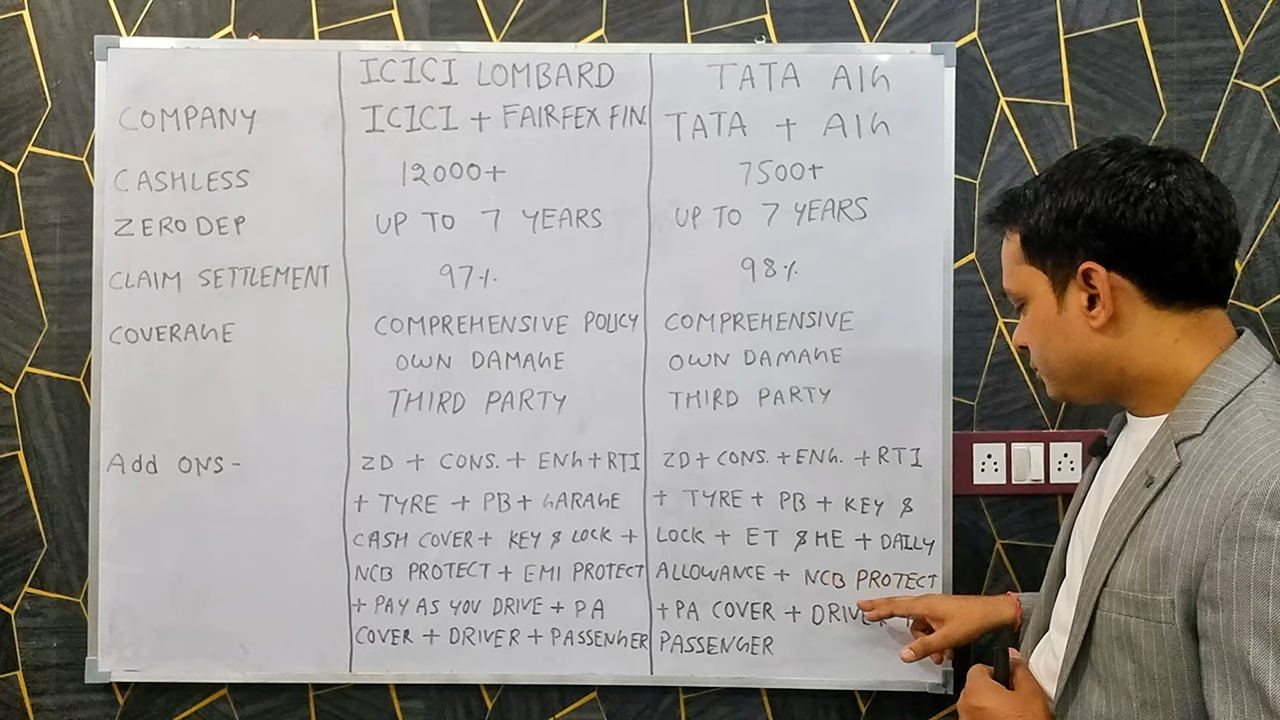 ICICI LOMBARD TATA AIG
COMPANY ICICI + FAIRFEX FIN. TATA + AIG
CASHLESS 12000+ 7500+
ZERO DEP UP TO 7 YEARS UP TO 7 YEARS
CLAIM SETTLEMENT 97% 98%
COVERAGE COMPREHENSIVE POLICY COMPREHENSIVE
OWN DAMAGE OWN DAMAGE
THIRD PARTY THIRD PARTY
Add ONS - ZD + CONS. + ENG + RTI ZD + CONS. + ENG. + RTI
+ TYRE + PB + GARAGE + TYRE + PB + KEY &
CASH COVER + KEY & LOCK + LOCK + ET & ME + DAILY
NCB PROTECT + EMI PROTECT ALLOWANCE + NCB PROTECT
+ PAY AS YOU DRIVE + PA + PA COVER + DRIVER
COVER + DRIVER + PASSENGER PASSENGER